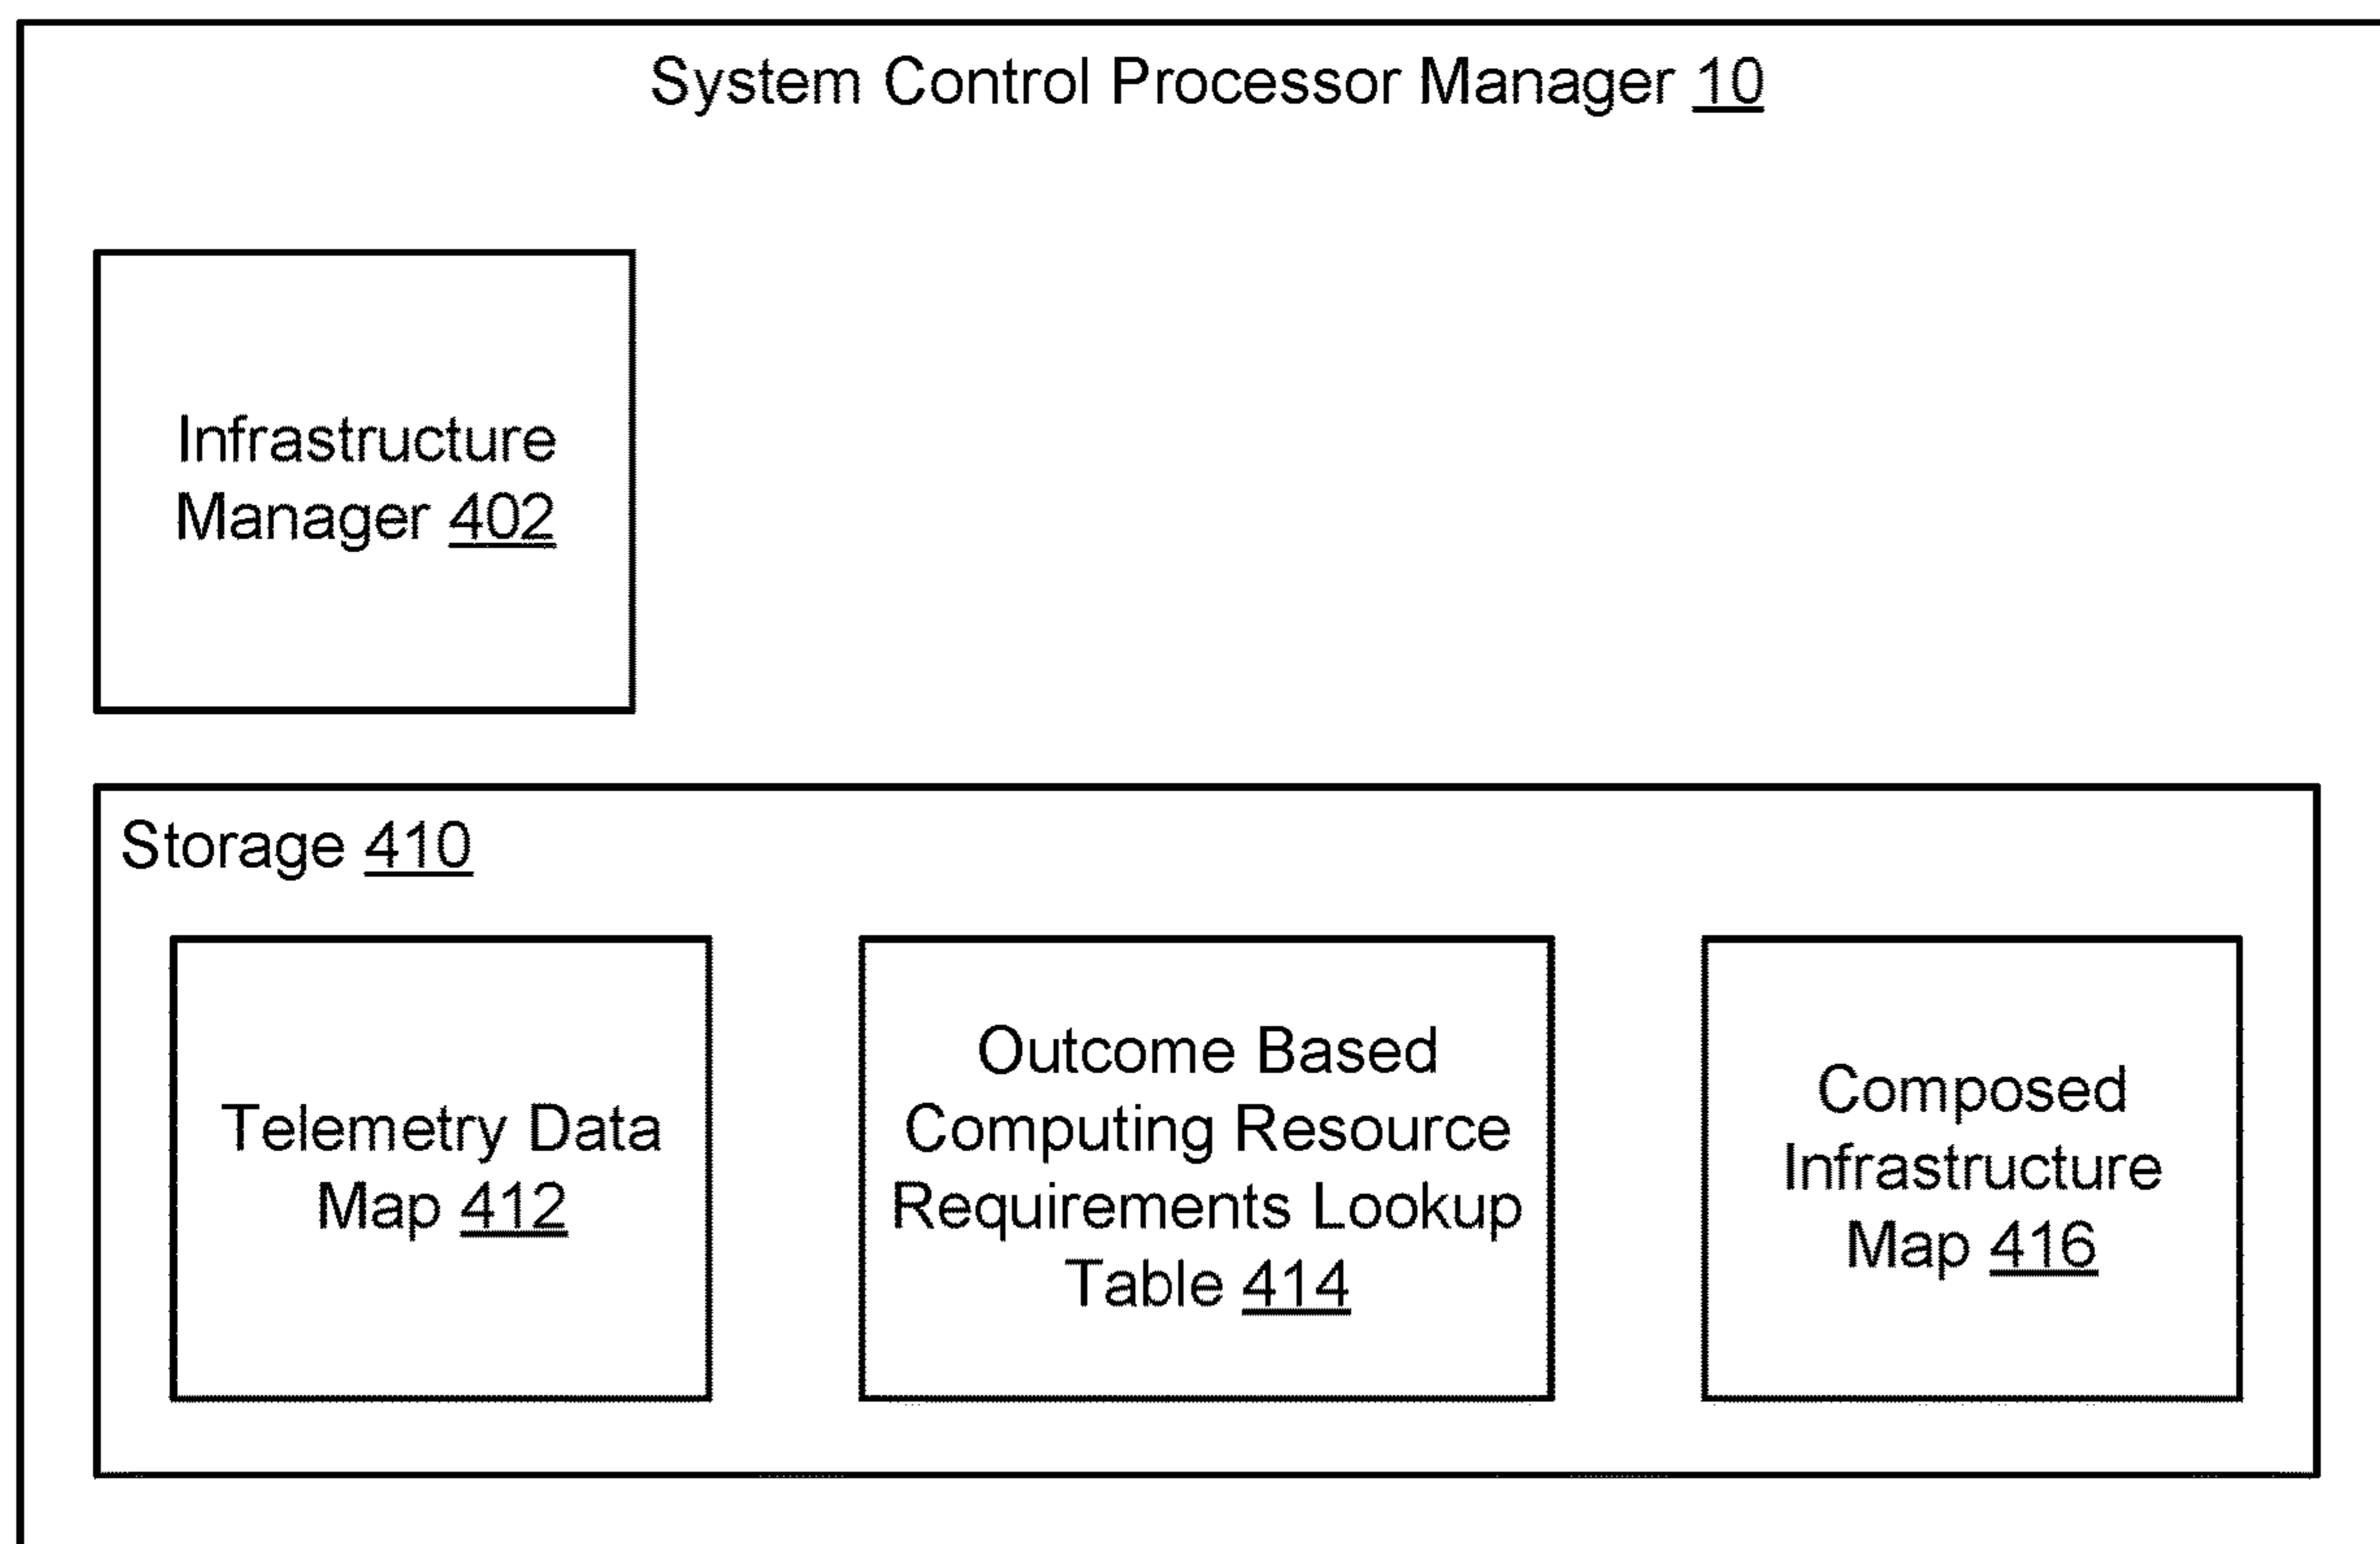 System Control Processor Manager 10
Infrastructure
Manager 402
Storage 410
Telemetry Data
Map 412
Outcome Based
Computing Resource
Requirements Lookup
Table 414
Composed
Infrastructure
Map 416